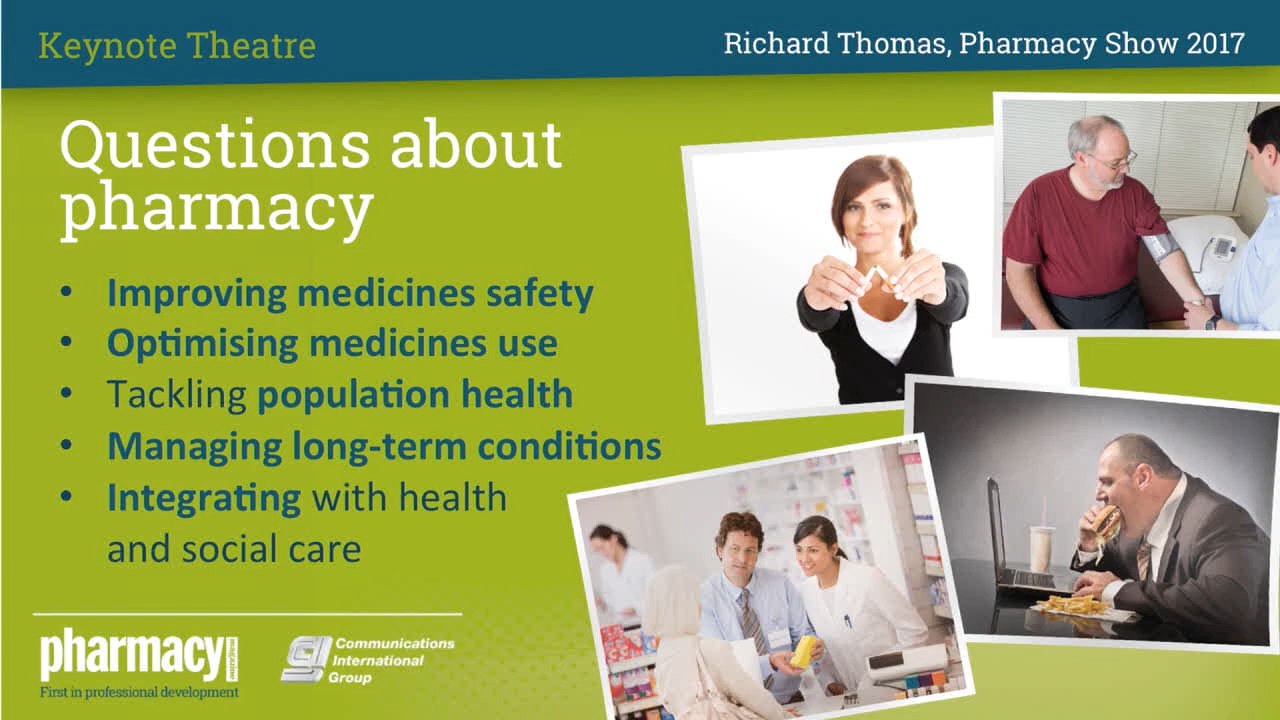 Keynote Theatre
Richard Thomas, Pharmacy Show 2017
Questions about
pharmacy
• Improving medicines safety
• Optimising medicines use
• Tackling population health
• Managing long-term conditions
• Integrating with health
and social care
pharmacy magazine
First in professional development
Communications
International
Group